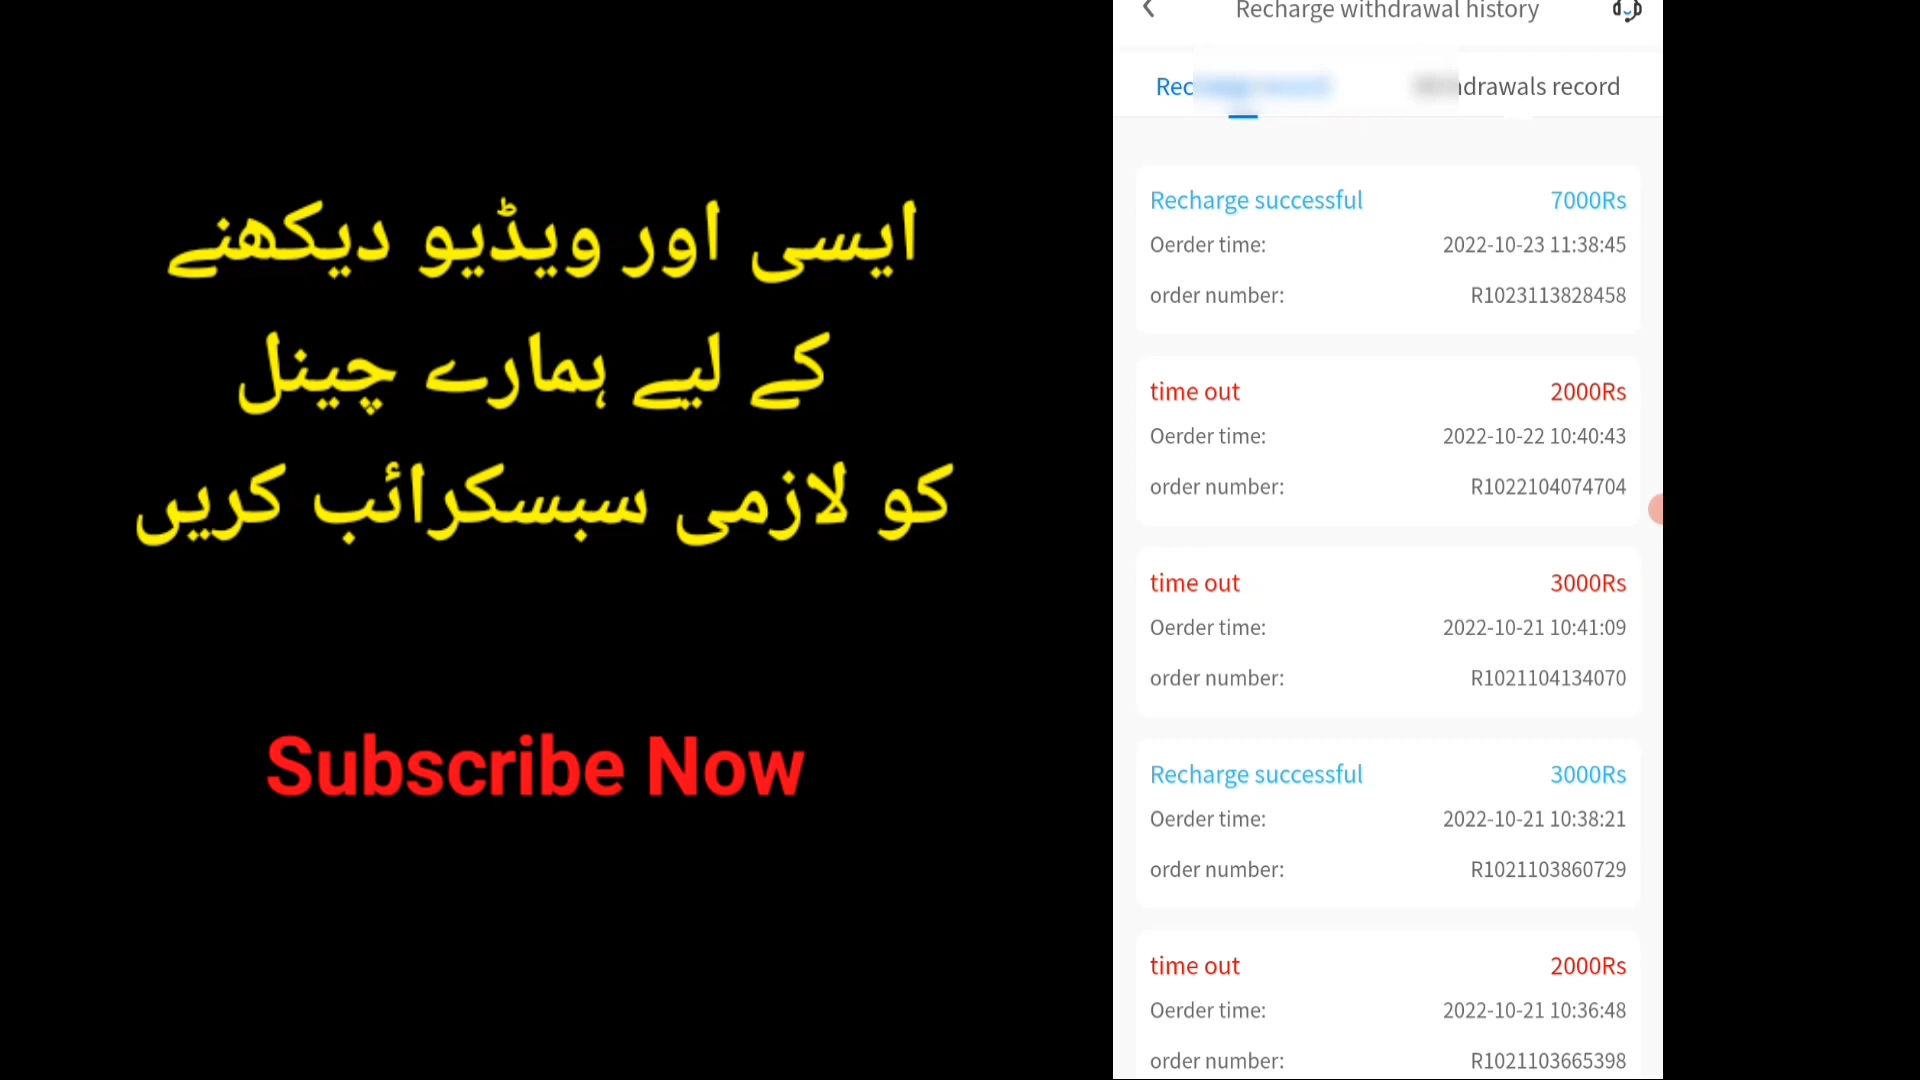 ایسی اور ویڈیو دیکھنے
کے لیے ہمارے چینل
کو لازمی سبسکرائب کریں
Subscribe Now
Recharge withdrawal history
Rec
drawals record
Recharge successful 7000Rs
Oerder time: 2022-10-23 11:38:45
order number: R1023113828458
time out 2000Rs
Oerder time: 2022-10-22 10:40:43
order number: R1022104074704
time out 3000Rs
Oerder time: 2022-10-21 10:41:09
order number: R1021104134070
Recharge successful 3000Rs
Oerder time: 2022-10-21 10:38:21
order number: R1021103860729
time out 2000Rs
Oerder time: 2022-10-21 10:36:48
order number: R1021103665398